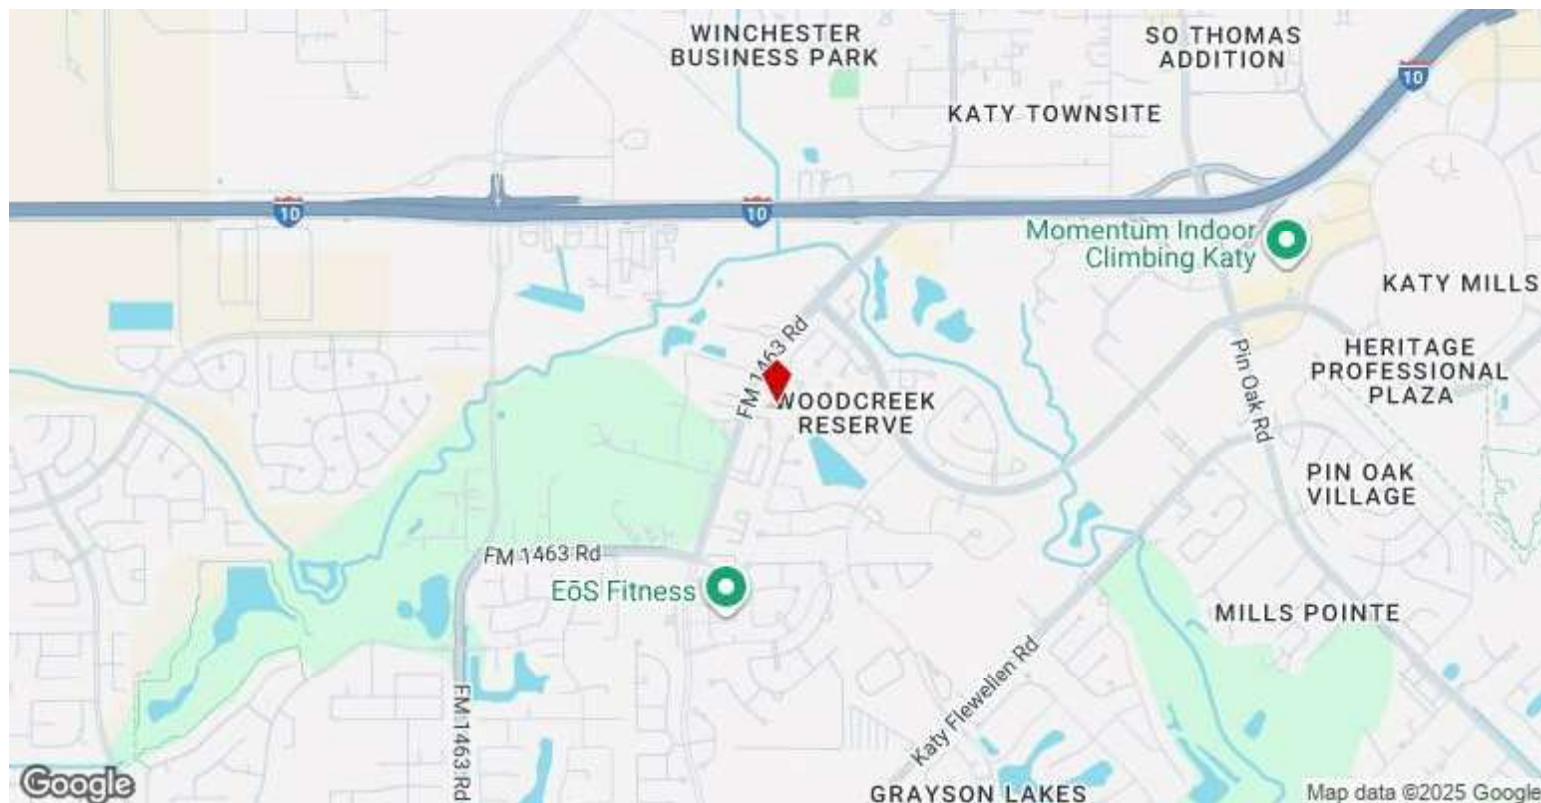 WINCHESTER
BUSINESS PARK
SO THOMAS
ADDITION
10
KATY TOWNSITE
10
10
Momentum Indoor
Climbing Katy
KATY MILLS
FM 1463 Rd
HERITAGE
PROFESSIONAL
PLAZA
Pin Oak Rd
WOODCREEK
RESERVE
PIN OAK
VILLAGE
FM 1463 Rd
EōS Fitness
MILLS POINTE
Katy Flewellen Rd
FM 1463 Rd
GRAYSON LAKES
Google
Map data ©2025 Google